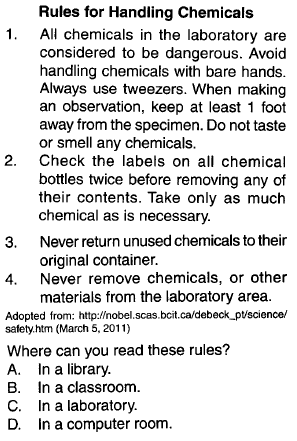 Rules for Handling Chemicals
1. All chemicals in the laboratory are
considered to be dangerous. Avoid
handling chemicals with bare hands.
Always use tweezers. When making
an observation, keep at least 1 foot
away from the specimen. Do not taste
or smell any chemicals.
2. Check the labels on all chemical
bottles twice before removing any of
their contents. Take only as much
chemical as is necessary.
3. Never return unused chemicals to their
original container.
4. Never remove chemicals, or other
materials from the laboratory area.
Adopted from: http://nobel.scas.bcit.ca/debeck_pt/science/
safety.htm (March 5, 2011)
Where can you read these rules?
A. In a library.
B. In a classroom.
C. In a laboratory.
D. In a computer room.